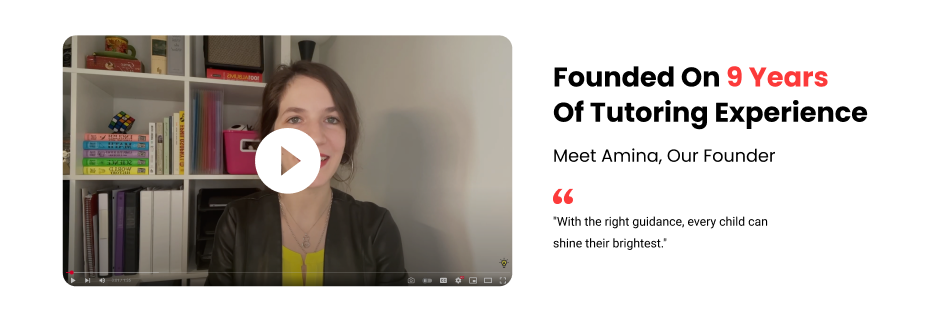 Founded On 9 Years
Of Tutoring Experience
Meet Amina, Our Founder
"With the right guidance, every child can
shine their brightest."